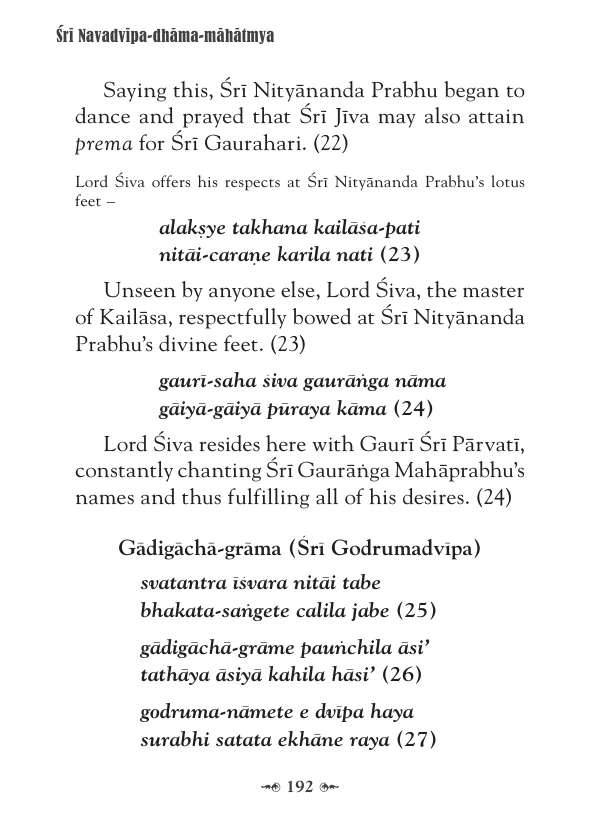 Śrī Navadvīpa-dhāma-māhātmya
Saying this, Śrī Nityānanda Prabhu began to
dance and prayed that Śrī Jīva may also attain
prema for Śrī Gaurahari. (22)
Lord Śiva offers his respects at Śrī Nityānanda Prabhu’s lotus
feet –
alakṣye takhana kailāśa-pati
nitāi-caraṇe karila nati (23)
Unseen by anyone else, Lord Śiva, the master
of Kailāsa, respectfully bowed at Śrī Nityānanda
Prabhu’s divine feet. (23)
gaurī-saha śiva gaurāṅga nāma
gāiyā-gāiyā pūraya kāma (24)
Lord Śiva resides here with Gaurī Śrī Pārvatī,
constantly chanting Śrī Gaurāṅga Mahāprabhu’s
names and thus fulfilling all of his desires. (24)
Gādigāchā-grāma (Śrī Godrumadvīpa)
svatantra īśvara nitāi tabe
bhakata-saṅgete calila jabe (25)
gādigāchā-grāme pauṅchila āsi’
tathāya āsiyā kahila hāsi’ (26)
godruma-nāmete e dvīpa haya
surabhi satata ekhāne raya (27)
192